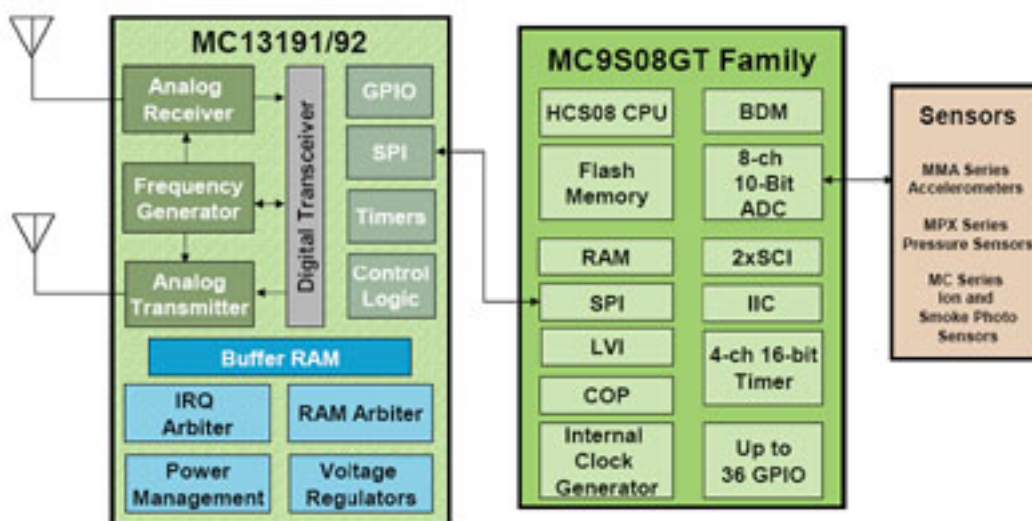 MC13191/92
Analog
Receiver
Frequency
Generator
Analog
Transmitter
Digital Transceiver
GPIO
SPI
Timers
Control
Logic
Buffer RAM
IRQ
Arbiter
RAM Arbiter
Power
Management
Voltage
Regulators
MC9S08GT Family
HCS08 CPU
Flash
Memory
RAM
SPI
LVI
COP
Internal
Clock
Generator
BDM
8-ch
10-Bit
ADC
2xSCI
IIC
4-ch 16-bit
Timer
Up to
36 GPIO
Sensors
MMA Series
Accelerometers
MPX Series
Pressure Sensors
MC Series
Ion and
Smoke Photo
Sensors